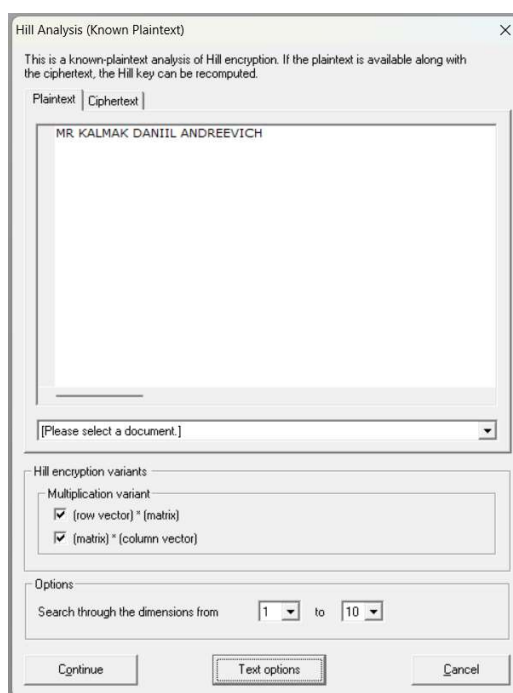 Hill Analysis (Known Plaintext)
This is a known-plaintext analysis of Hill encryption. If the plaintext is available along with
the ciphertext, the Hill key can be recomputed.
Plaintext Ciphertext
MR KALMAK DANIIL ANDREEVICH
[Please select a document.]
Hill encryption variants
Multiplication variant
(row vector) * (matrix)
(matrix) * (column vector)
Options
Search through the dimensions from 1 to 10
Continue Text options Cancel